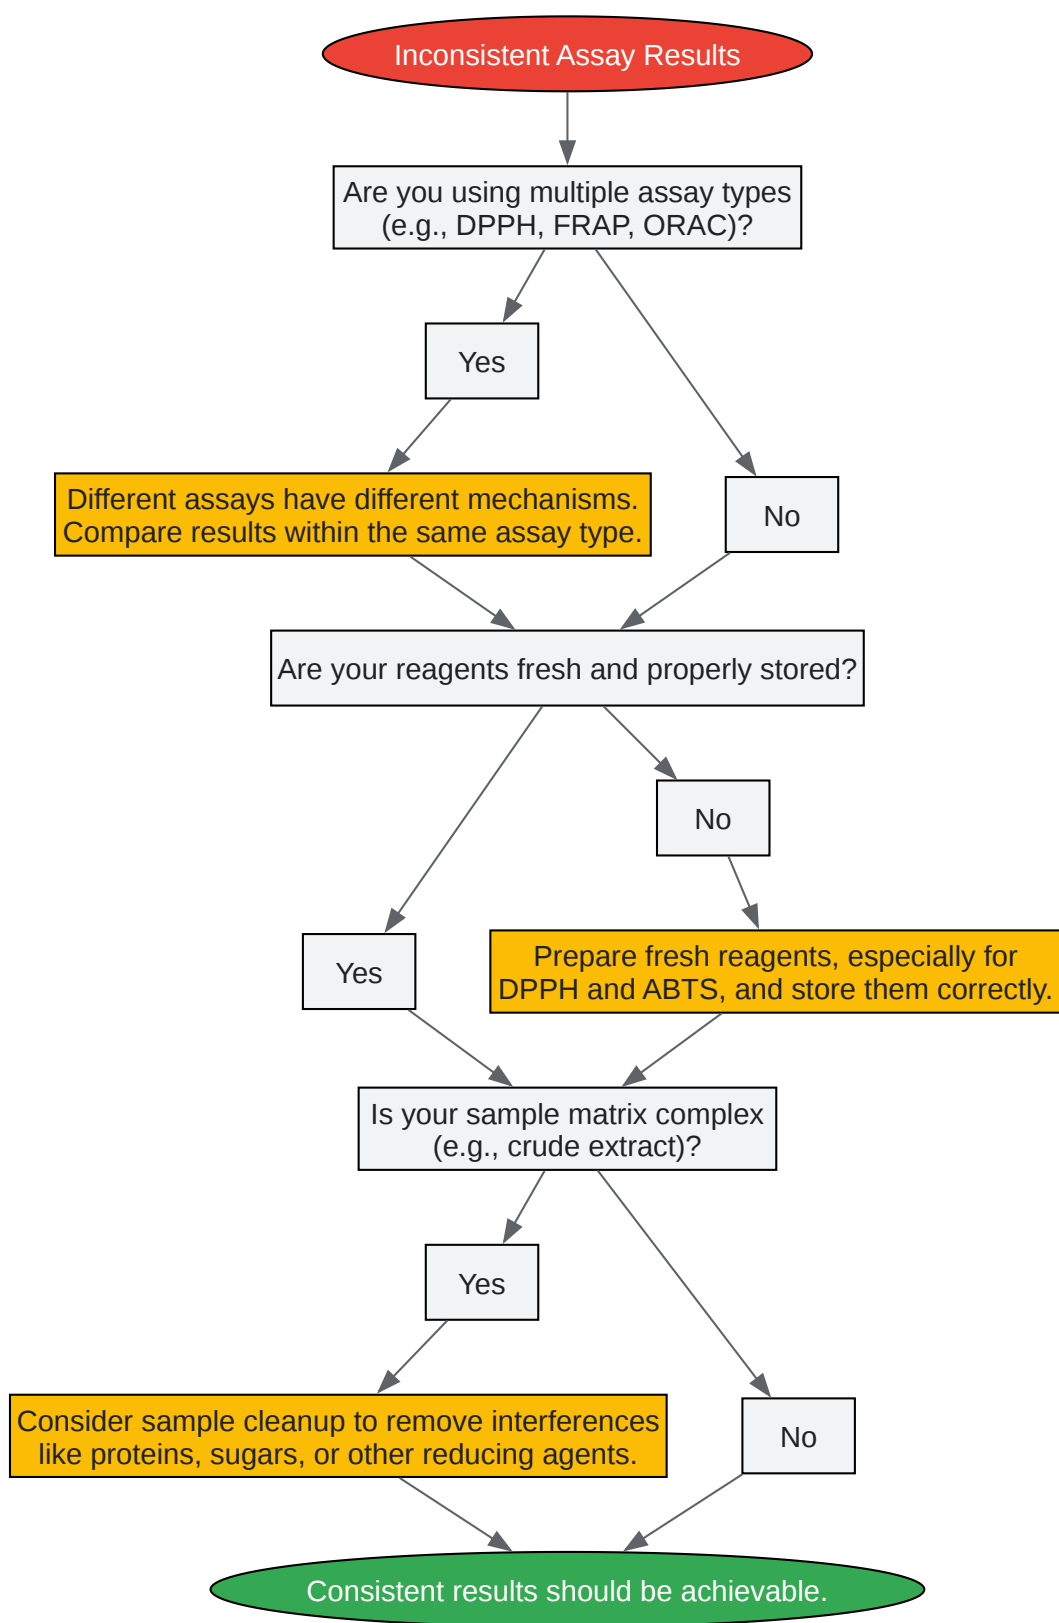 Inconsistent Assay Results
Are you using multiple assay types
(e.g., DPPH, FRAP, ORAC)?
Yes
Different assays have different mechanisms.
Compare results within the same assay type.
No
Are your reagents fresh and properly stored?
No
Yes
Prepare fresh reagents, especially for
DPPH and ABTS, and store them correctly.
Is your sample matrix complex
(e.g., crude extract)?
Yes
Consider sample cleanup to remove interferences
like proteins, sugars, or other reducing agents.
No
Consistent results should be achievable.